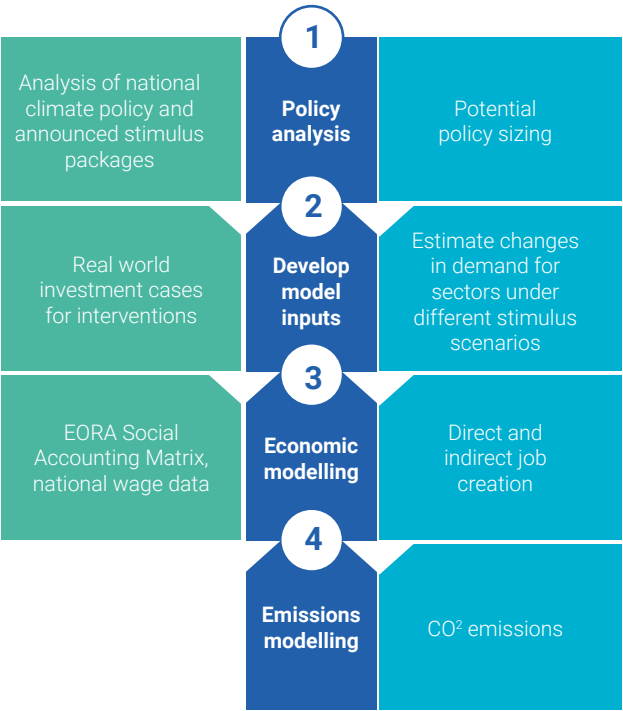 1
Analysis of national
climate policy and
announced stimulus
packages
Policy
analysis
Potential
policy sizing
2
Real world
investment cases
for interventions
Develop
model
inputs
Estimate changes
in demand for
sectors under
different stimulus
scenarios
3
EORA Social
Accounting Matrix,
national wage data
Economic
modelling
Direct and
indirect job
creation
4
Emissions
modelling
CO² emissions